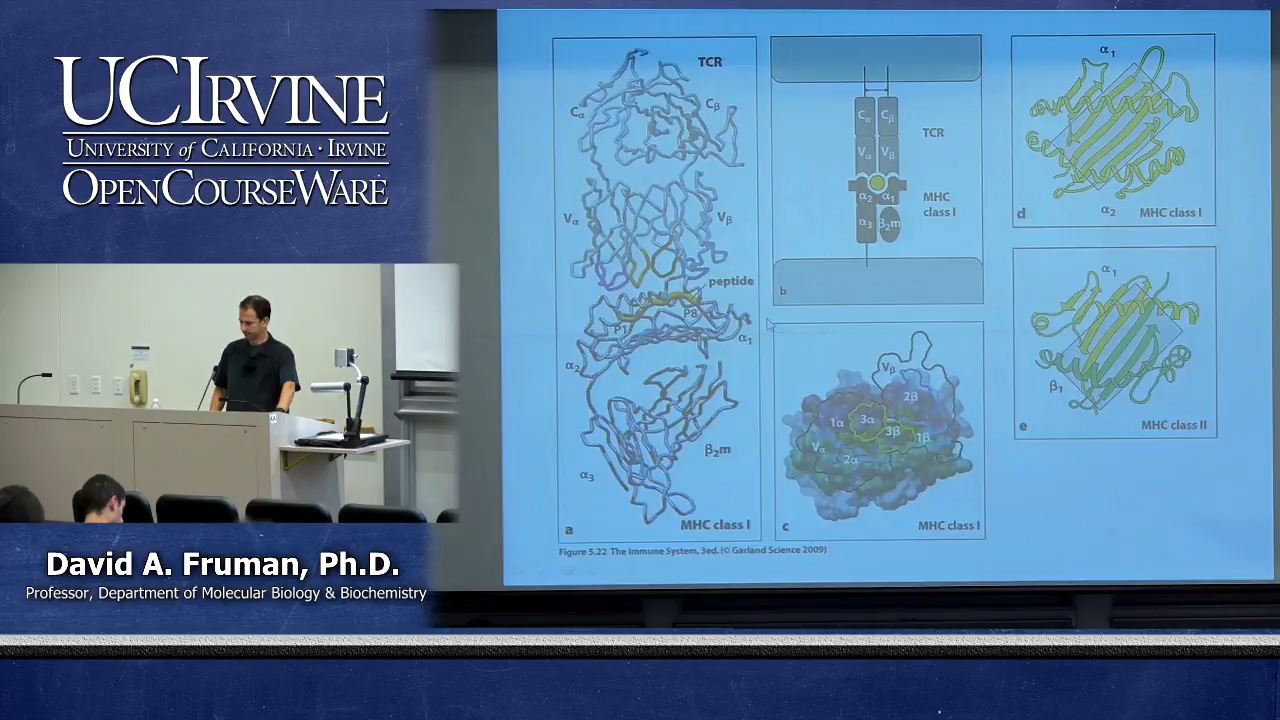 UCIRVINE
UNIVERSITY of CALIFORNIA · IRVINE
OPENCOURSEWARE
David A. Fruman, Ph.D.
Professor, Department of Molecular Biology & Biochemistry
TCR
Cα
Cβ
Vα
Vβ
peptide
P1
P8
α1
α2
β2m
α3
a
MHC class I
Cα Cβ
TCR
Vα Vβ
MHC
class I
α2 α1
α3 β2m
b
Vβ
2β
1α
3α
3β
1β
Vα
2α
c
MHC class I
α1
d
α2
MHC class I
α1
β1
e
MHC class II
Figure 5.22 The Immune System, 3ed. (© Garland Science 2009)